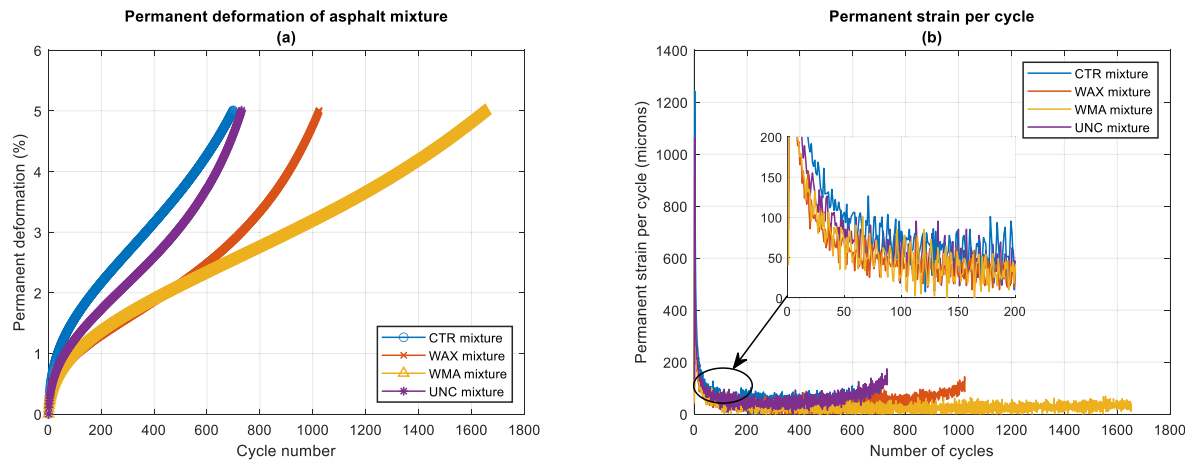 Permanent deformation of asphalt mixture
(a)
6
5
4
3
2
1
0
0 200 400 600 800 1000 1200 1400 1600 1800
Permanent deformation (%)
Cycle number
CTR mixture
WAX mixture
WMA mixture
UNC mixture
Permanent strain per cycle
(b)
1400
1200
1000
800
600
400
200
0
0 200 400 600 800 1000 1200 1400 1600 1800
Permanent strain per cycle (microns)
Number of cycles
CTR mixture
WAX mixture
WMA mixture
UNC mixture
200
150
100
50
0
0 50 100 150 200